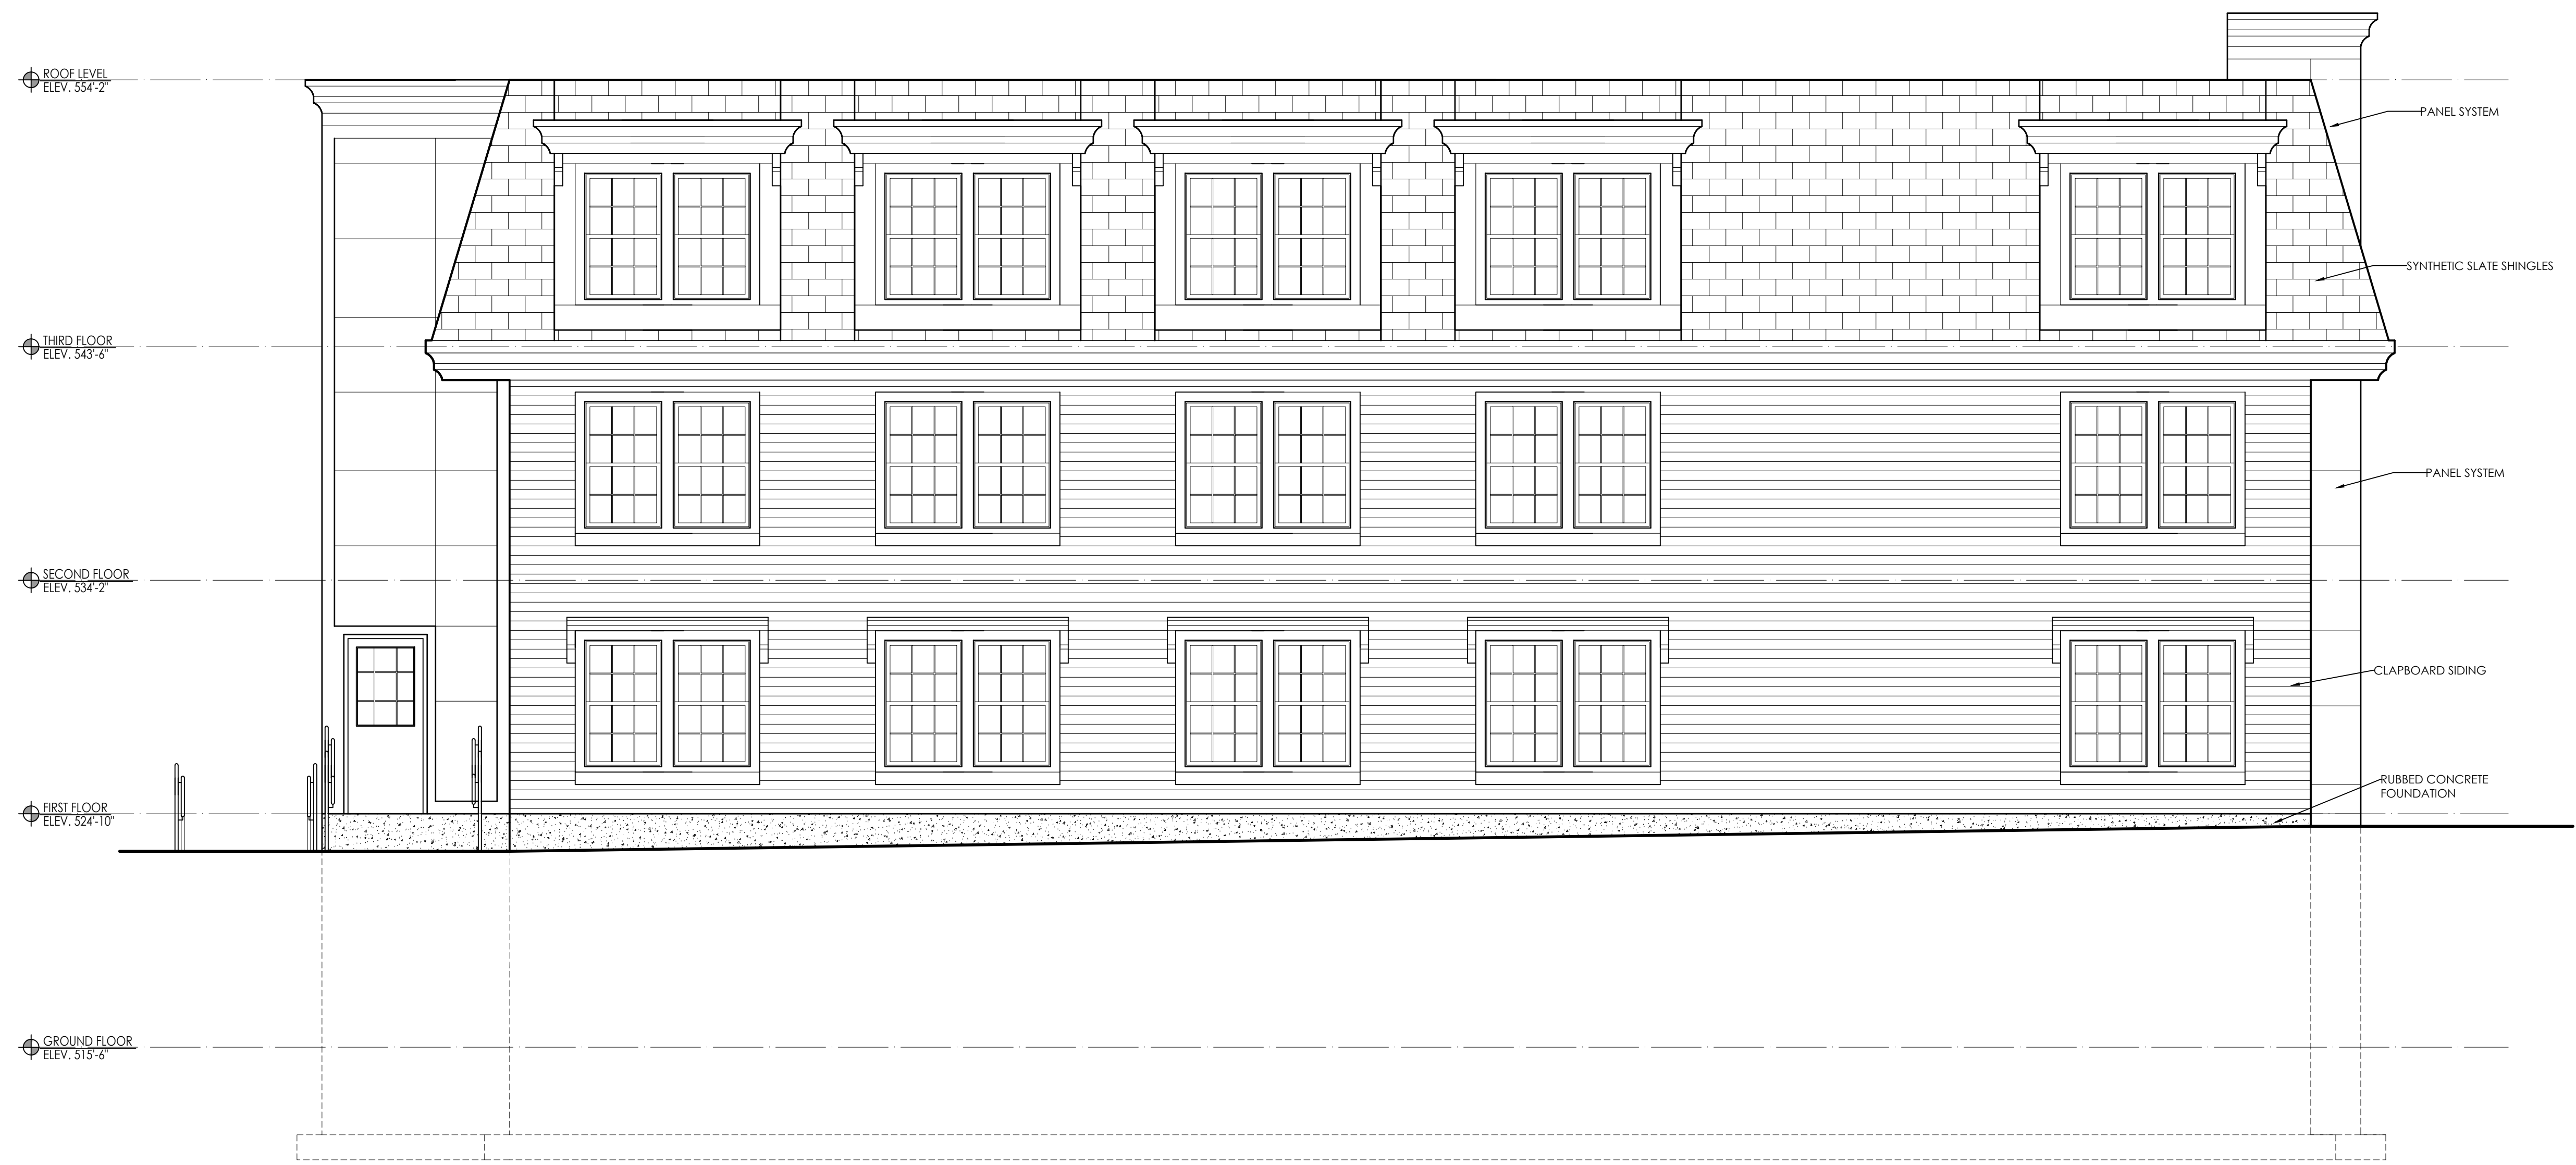 ROOF LEVEL
ELEV. 554'-2"
PANEL SYSTEM
SYNTHETIC SLATE SHINGLES
THIRD FLOOR
ELEV. 543'-6"
PANEL SYSTEM
SECOND FLOOR
ELEV. 534'-2"
CLAPBOARD SIDING
RUBBED CONCRETE
FOUNDATION
FIRST FLOOR
ELEV. 524'-10"
GROUND FLOOR
ELEV. 515'-6"